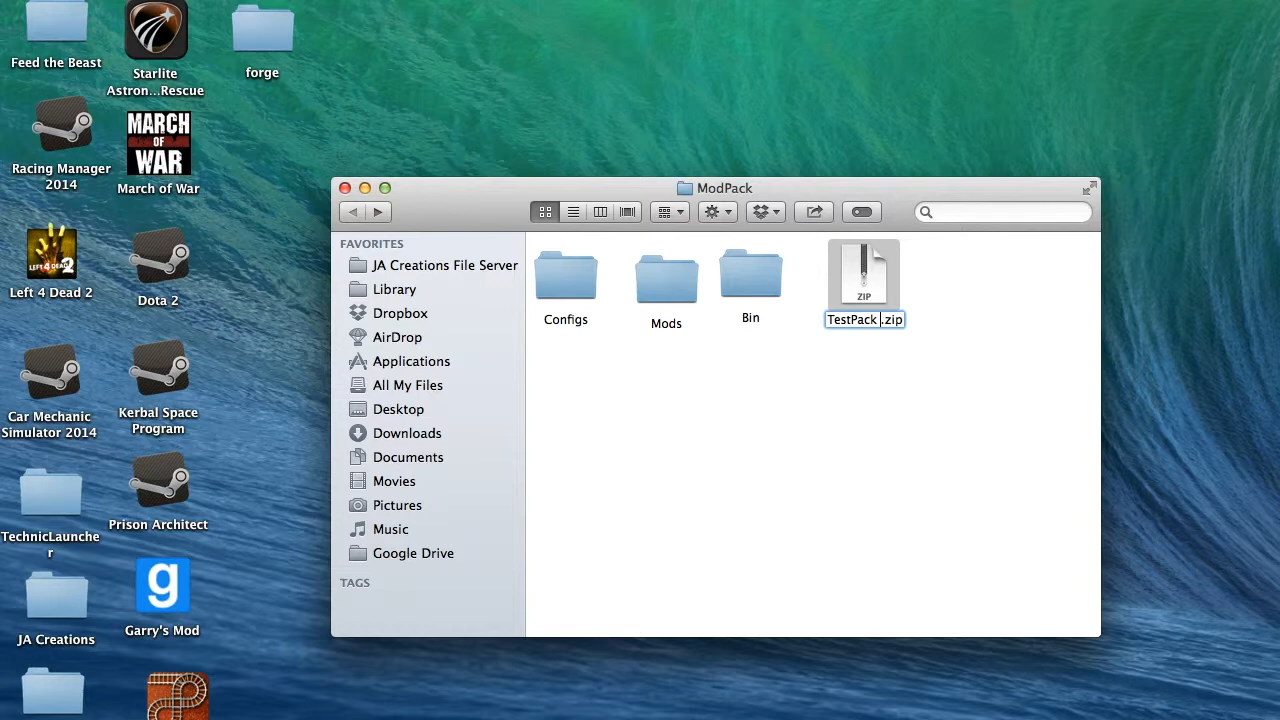 Feed the Beast
Starlite
Astron...Rescue
forge
Racing Manager
2014
MARCH
OF
WAR
March of War
LEFT 4 DEAD 2
Left 4 Dead 2
Dota 2
Car Mechanic
Simulator 2014
Kerbal Space
Program
TechnicLaunche
r
Prison Architect
JA Creations
g
Garry's Mod
ModPack
FAVORITES
JA Creations File Server
Library
Dropbox
AirDrop
Applications
All My Files
Desktop
Downloads
Documents
Movies
Pictures
Music
Google Drive
TAGS
Configs
Mods
Bin
ZIP
TestPack .zip